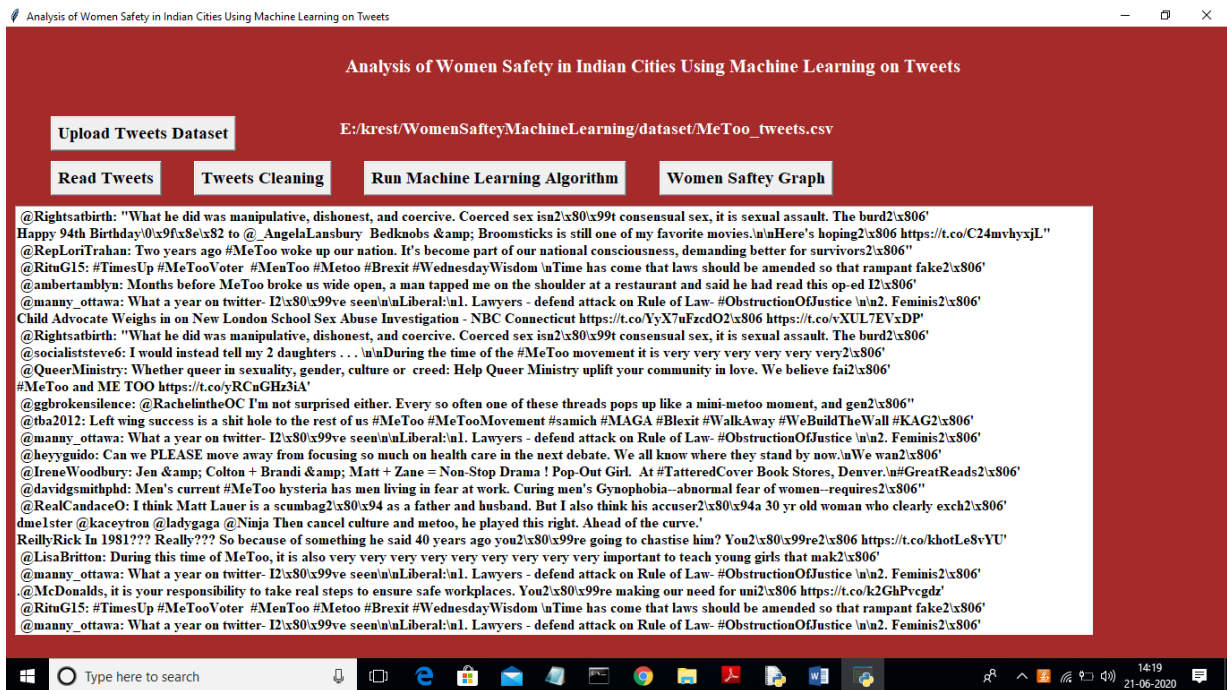 Analysis of Women Safety in Indian Cities Using Machine Learning on Tweets
Analysis of Women Safety in Indian Cities Using Machine Learning on Tweets
Upload Tweets Dataset
E:/krest/WomenSafteyMachineLearning/dataset/MeToo_tweets.csv
Read Tweets
Tweets Cleaning
Run Machine Learning Algorithm
Women Saftey Graph
@Rightsatbirth: "What he did was manipulative, dishonest, and coercive. Coerced sex isn2\x80\x99t consensual sex, it is sexual assault. The burd2\x806'
Happy 94th Birthday\0\x9f\x8e\x82 to @_AngelaLansbury  Bedknobs &amp; Broomsticks is still one of my favorite movies.\n\nHere's hoping2\x806 https://t.co/C24mvhyxjL"
@RepLoriTrahan: Two years ago #MeToo woke up our nation. It's become part of our national consciousness, demanding better for survivors2\x806"
@RituG15: #TimesUp #MeTooVoter  #MenToo #Metoo #Brexit #WednesdayWisdom \nTime has come that laws should be amended so that rampant fake2\x806'
@ambertamblyn: Months before MeToo broke us wide open, a man tapped me on the shoulder at a restaurant and said he had read this op-ed I2\x806'
@manny_ottawa: What a year on twitter- I2\x80\x99ve seen\n\nLiberal:\n1. Lawyers - defend attack on Rule of Law- #ObstructionOfJustice \n\n2. Feminis2\x806'
Child Advocate Weighs in on New London School Sex Abuse Investigation - NBC Connecticut https://t.co/YyX7uFzcdO2\x806 https://t.co/vXUL7EVxDP'
@Rightsatbirth: "What he did was manipulative, dishonest, and coercive. Coerced sex isn2\x80\x99t consensual sex, it is sexual assault. The burd2\x806'
@socialiststeve6: I would instead tell my 2 daughters . . . \n\nDuring the time of the #MeToo movement it is very very very very very very2\x806'
@QueerMinistry: Whether queer in sexuality, gender, culture or  creed: Help Queer Ministry uplift your community in love. We believe fai2\x806'
#MeToo and ME TOO https://t.co/yRCnGHz3iA'
@ggbrokensilence: @RachelintheOC I'm not surprised either. Every so often one of these threads pops up like a mini-metoo moment, and gen2\x806"
@tba2012: Left wing success is a shit hole to the rest of us #MeToo #MeTooMovement #samich #MAGA #Blexit #WalkAway #WeBuildTheWall #KAG2\x806'
@manny_ottawa: What a year on twitter- I2\x80\x99ve seen\n\nLiberal:\n1. Lawyers - defend attack on Rule of Law- #ObstructionOfJustice \n\n2. Feminis2\x806'
@heyyguido: Can we PLEASE move away from focusing so much on health care in the next debate. We all know where they stand by now.\nWe wan2\x806'
@IreneWoodbury: Jen &amp; Colton + Brandi &amp; Matt + Zane = Non-Stop Drama ! Pop-Out Girl.  At #TatteredCover Book Stores, Denver.\n#GreatReads2\x806'
@davidgsmithphd: Men's current #MeToo hysteria has men living in fear at work. Curing men's Gynophobia--abnormal fear of women--requires2\x806"
@RealCandaceO: I think Matt Lauer is a scumbag2\x80\x94 as a father and husband. But I also think his accuser2\x80\x94a 30 yr old woman who clearly exch2\x806'
dme1ster @kaceytron @ladygaga @Ninja Then cancel culture and metoo, he played this right. Ahead of the curve.'
ReillyRick In 1981??? Really??? So because of something he said 40 years ago you2\x80\x99re going to chastise him? You2\x80\x99re2\x806 https://t.co/khotLe8vYU'
@LisaBritton: During this time of MeToo, it is also very very very very very very very very very important to teach young girls that mak2\x806'
@manny_ottawa: What a year on twitter- I2\x80\x99ve seen\n\nLiberal:\n1. Lawyers - defend attack on Rule of Law- #ObstructionOfJustice \n\n2. Feminis2\x806'
.@McDonalds, it is your responsibility to take real steps to ensure safe workplaces. You2\x80\x99re making our need for uni2\x806 https://t.co/k2GhPvcgdz'
@RituG15: #TimesUp #MeTooVoter  #MenToo #Metoo #Brexit #WednesdayWisdom \nTime has come that laws should be amended so that rampant fake2\x806'
@manny_ottawa: What a year on twitter- I2\x80\x99ve seen\n\nLiberal:\n1. Lawyers - defend attack on Rule of Law- #ObstructionOfJustice \n\n2. Feminis2\x806'
Type here to search
14:19
21-06-2020